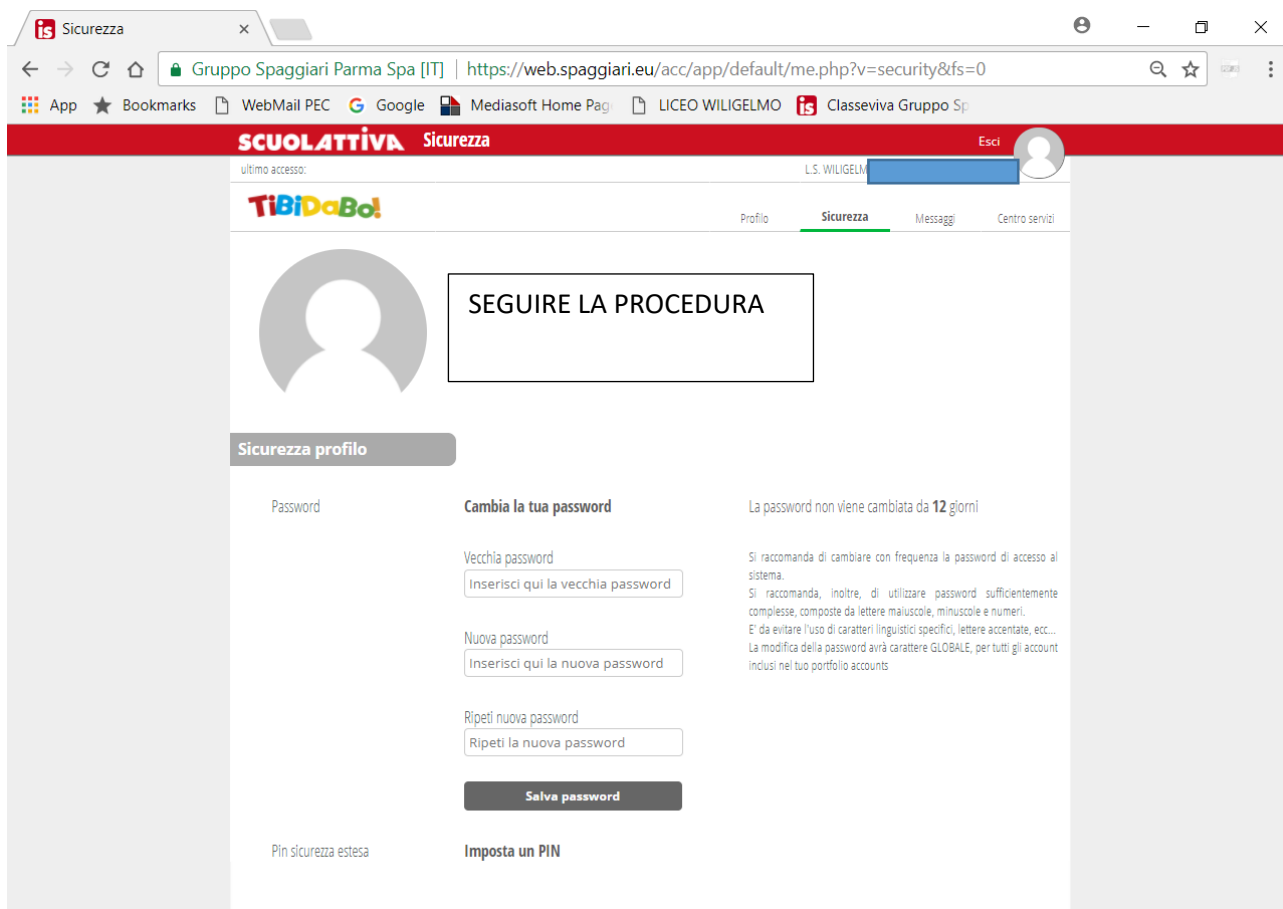 Sicurezza
Gruppo Spaggiari Parma Spa [IT] https://web.spaggiari.eu/acc/app/default/me.php?v=security&fs=0
App Bookmarks WebMail PEC Google Mediasoft Home Pag LICEO WILIGELMO Classeviva Gruppo Sp
SCUOLATTIVA Sicurezza Esci
ultimo accesso: L.S. WILIGELM
TiBiDaBo!
Profilo Sicurezza Messaggi Centro servizi
SEGUIRE LA PROCEDURA
Sicurezza profilo
Password
Cambia la tua password
La password non viene cambiata da 12 giorni
Vecchia password
Inserisci qui la vecchia password
Nuova password
Inserisci qui la nuova password
Ripeti nuova password
Ripeti la nuova password
Salva password
Si raccomanda di cambiare con frequenza la password di accesso al
sistema.
Si raccomanda, inoltre, di utilizzare password sufficientemente
complesse, composte da lettere maiuscole, minuscole e numeri.
E' da evitare l'uso di caratteri linguistici specifici, lettere accentate, ecc...
La modifica della password avrà carattere GLOBALE, per tutti gli account
inclusi nel tuo portfolio accounts
Pin sicurezza estesa
Imposta un PIN